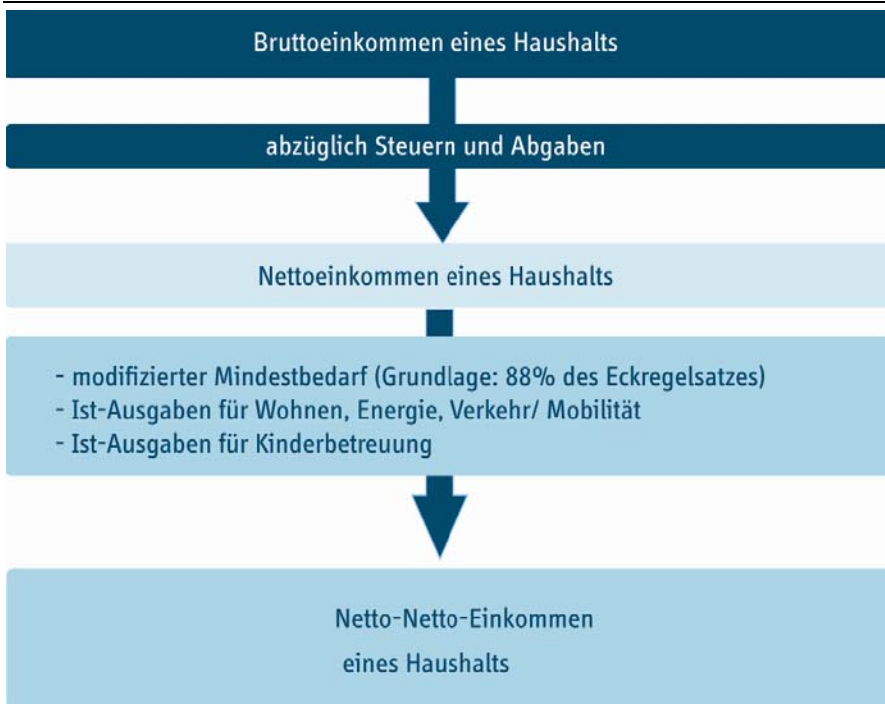 Bruttoeinkommen eines Haushalts
abzüglich Steuern und Abgaben
Nettoeinkommen eines Haushalts
- modifizierter Mindestbedarf (Grundlage: 88% des Eckregelsatzes)
- Ist-Ausgaben für Wohnen, Energie, Verkehr/ Mobilität
- Ist-Ausgaben für Kinderbetreuung
Netto-Netto-Einkommen
eines Haushalts